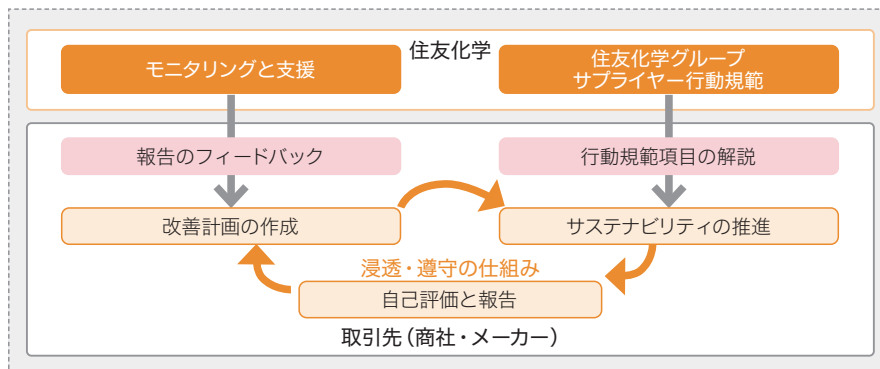 住友化学
モニタリングと支援
住友化学グループ
サプライヤー行動規範
報告のフィードバック
行動規範項目の解説
改善計画の作成
サステナビリティの推進
浸透・遵守の仕組み
自己評価と報告
取引先（商社・メーカー）